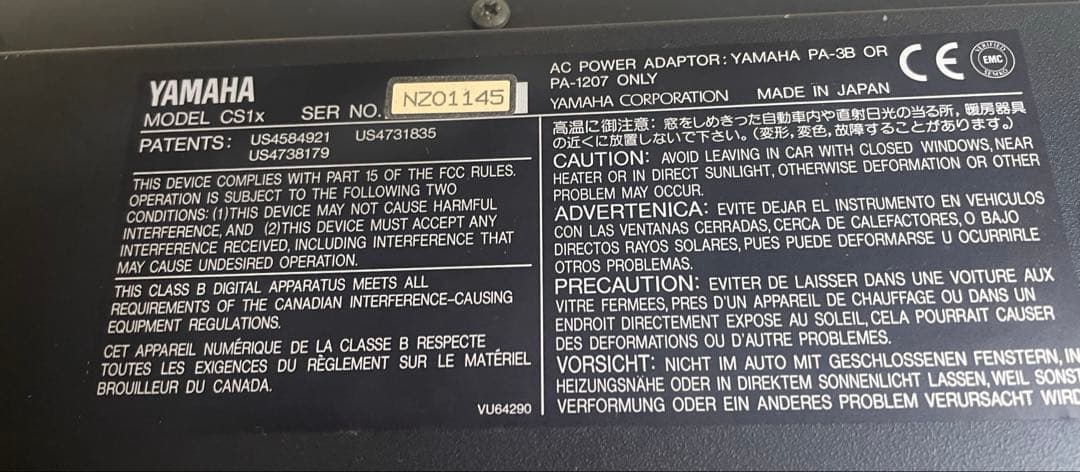 YAMAHA
MODEL CS1x SER NO. NZ01145
PATENTS: US4584921 US4731835
US4738179
THIS DEVICE COMPLIES WITH PART 15 OF THE FCC RULES.
OPERATION IS SUBJECT TO THE FOLLOWING TWO
CONDITIONS: (1)THIS DEVICE MAY NOT CAUSE HARMFUL
INTERFERENCE, AND (2)THIS DEVICE MUST ACCEPT ANY
INTERFERENCE RECEIVED, INCLUDING INTERFERENCE THAT
MAY CAUSE UNDESIRED OPERATION.
THIS CLASS B DIGITAL APPARATUS MEETS ALL
REQUIREMENTS OF THE CANADIAN INTERFERENCE-CAUSING
EQUIPMENT REGULATIONS.
CET APPAREIL NUMÉRIQUE DE LA CLASSE B RESPECTE
TOUTES LES EXIGENCES DU RÈGLEMENT SUR LE MATÉRIEL
BROUILLEUR DU CANADA.
VU64290
AC POWER ADAPTOR: YAMAHA PA-3B OR
PA-1207 ONLY
YAMAHA CORPORATION MADE IN JAPAN
CE
VERIFIED
EMC
高温に御注意: 窓をしめきった自動車内や直射日光の当る所, 暖房器具
の近くに放置しないで下さい。(変形, 変色, 故障することがあります。)
CAUTION: AVOID LEAVING IN CAR WITH CLOSED WINDOWS, NEAR
HEATER OR IN DIRECT SUNLIGHT, OTHERWISE DEFORMATION OR OTHER
PROBLEM MAY OCCUR.
ADVERTENICA: EVITE DEJAR EL INSTRUMENTO EN VEHICULOS
CON LAS VENTANAS CERRADAS, CERCA DE CALEFACTORES, O BAJO
DIRECTOS RAYOS SOLARES, PUES PUEDE DEFORMARSE U OCURRIRLE
OTROS PROBLEMAS.
PRECAUTION: EVITER DE LAISSER DANS UNE VOITURE AUX
VITRE FERMEES, PRES D'UN APPAREIL DE CHAUFFAGE OU DANS UN
ENDROIT DIRECTEMENT EXPOSE AU SOLEIL, CELA POURRAIT CAUSER
DES DEFORMATIONS OU D'AUTRE PROBLEMES.
VORSICHT: NICHT IM AUTO MIT GESCHLOSSENEN FENSTERN, IN
HEIZUNGSNÄHE ODER IN DIREKTEM SONNENLICHT LASSEN, WEIL SONST
VERFORMUNG ODER EIN ANDERES PROBLEM VERURSACHT WIRD